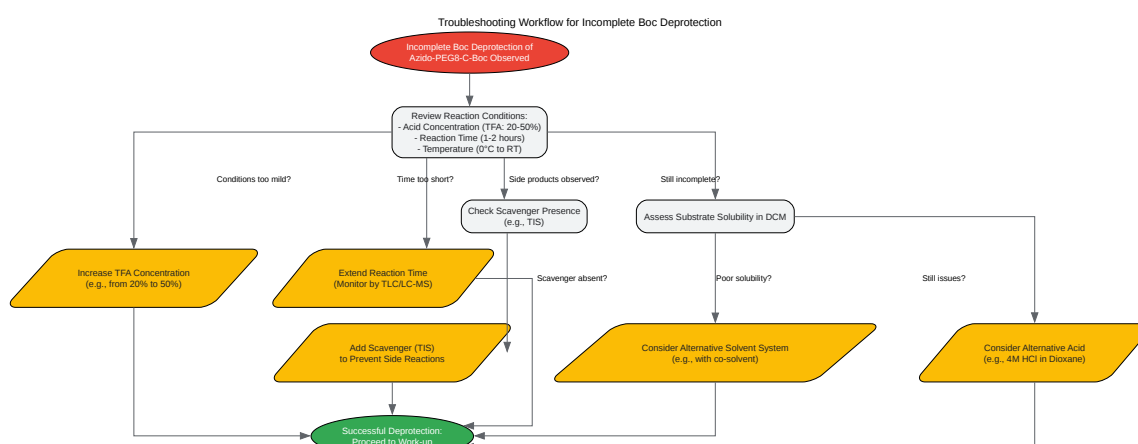 Troubleshooting Workflow for Incomplete Boc Deprotection
Incomplete Boc Deprotection of
Azido-PEG8-C-Boc Observed
Review Reaction Conditions:
- Acid Concentration (TFA: 20-50%)
- Reaction Time (1-2 hours)
- Temperature (0°C to RT)
Conditions too mild?
Time too short?
Side products observed?
Still incomplete?
Check Scavenger Presence
(e.g., TIS)
Assess Substrate Solubility in DCM
Increase TFA Concentration
(e.g., from 20% to 50%)
Extend Reaction Time
(Monitor by TLC/LC-MS)
Scavenger absent?
Poor solubility?
Still issues?
Add Scavenger (TIS)
to Prevent Side Reactions
Consider Alternative Solvent System
(e.g., with co-solvent)
Consider Alternative Acid
(e.g., 4M HCl in Dioxane)
Successful Deprotection:
Proceed to Work-up